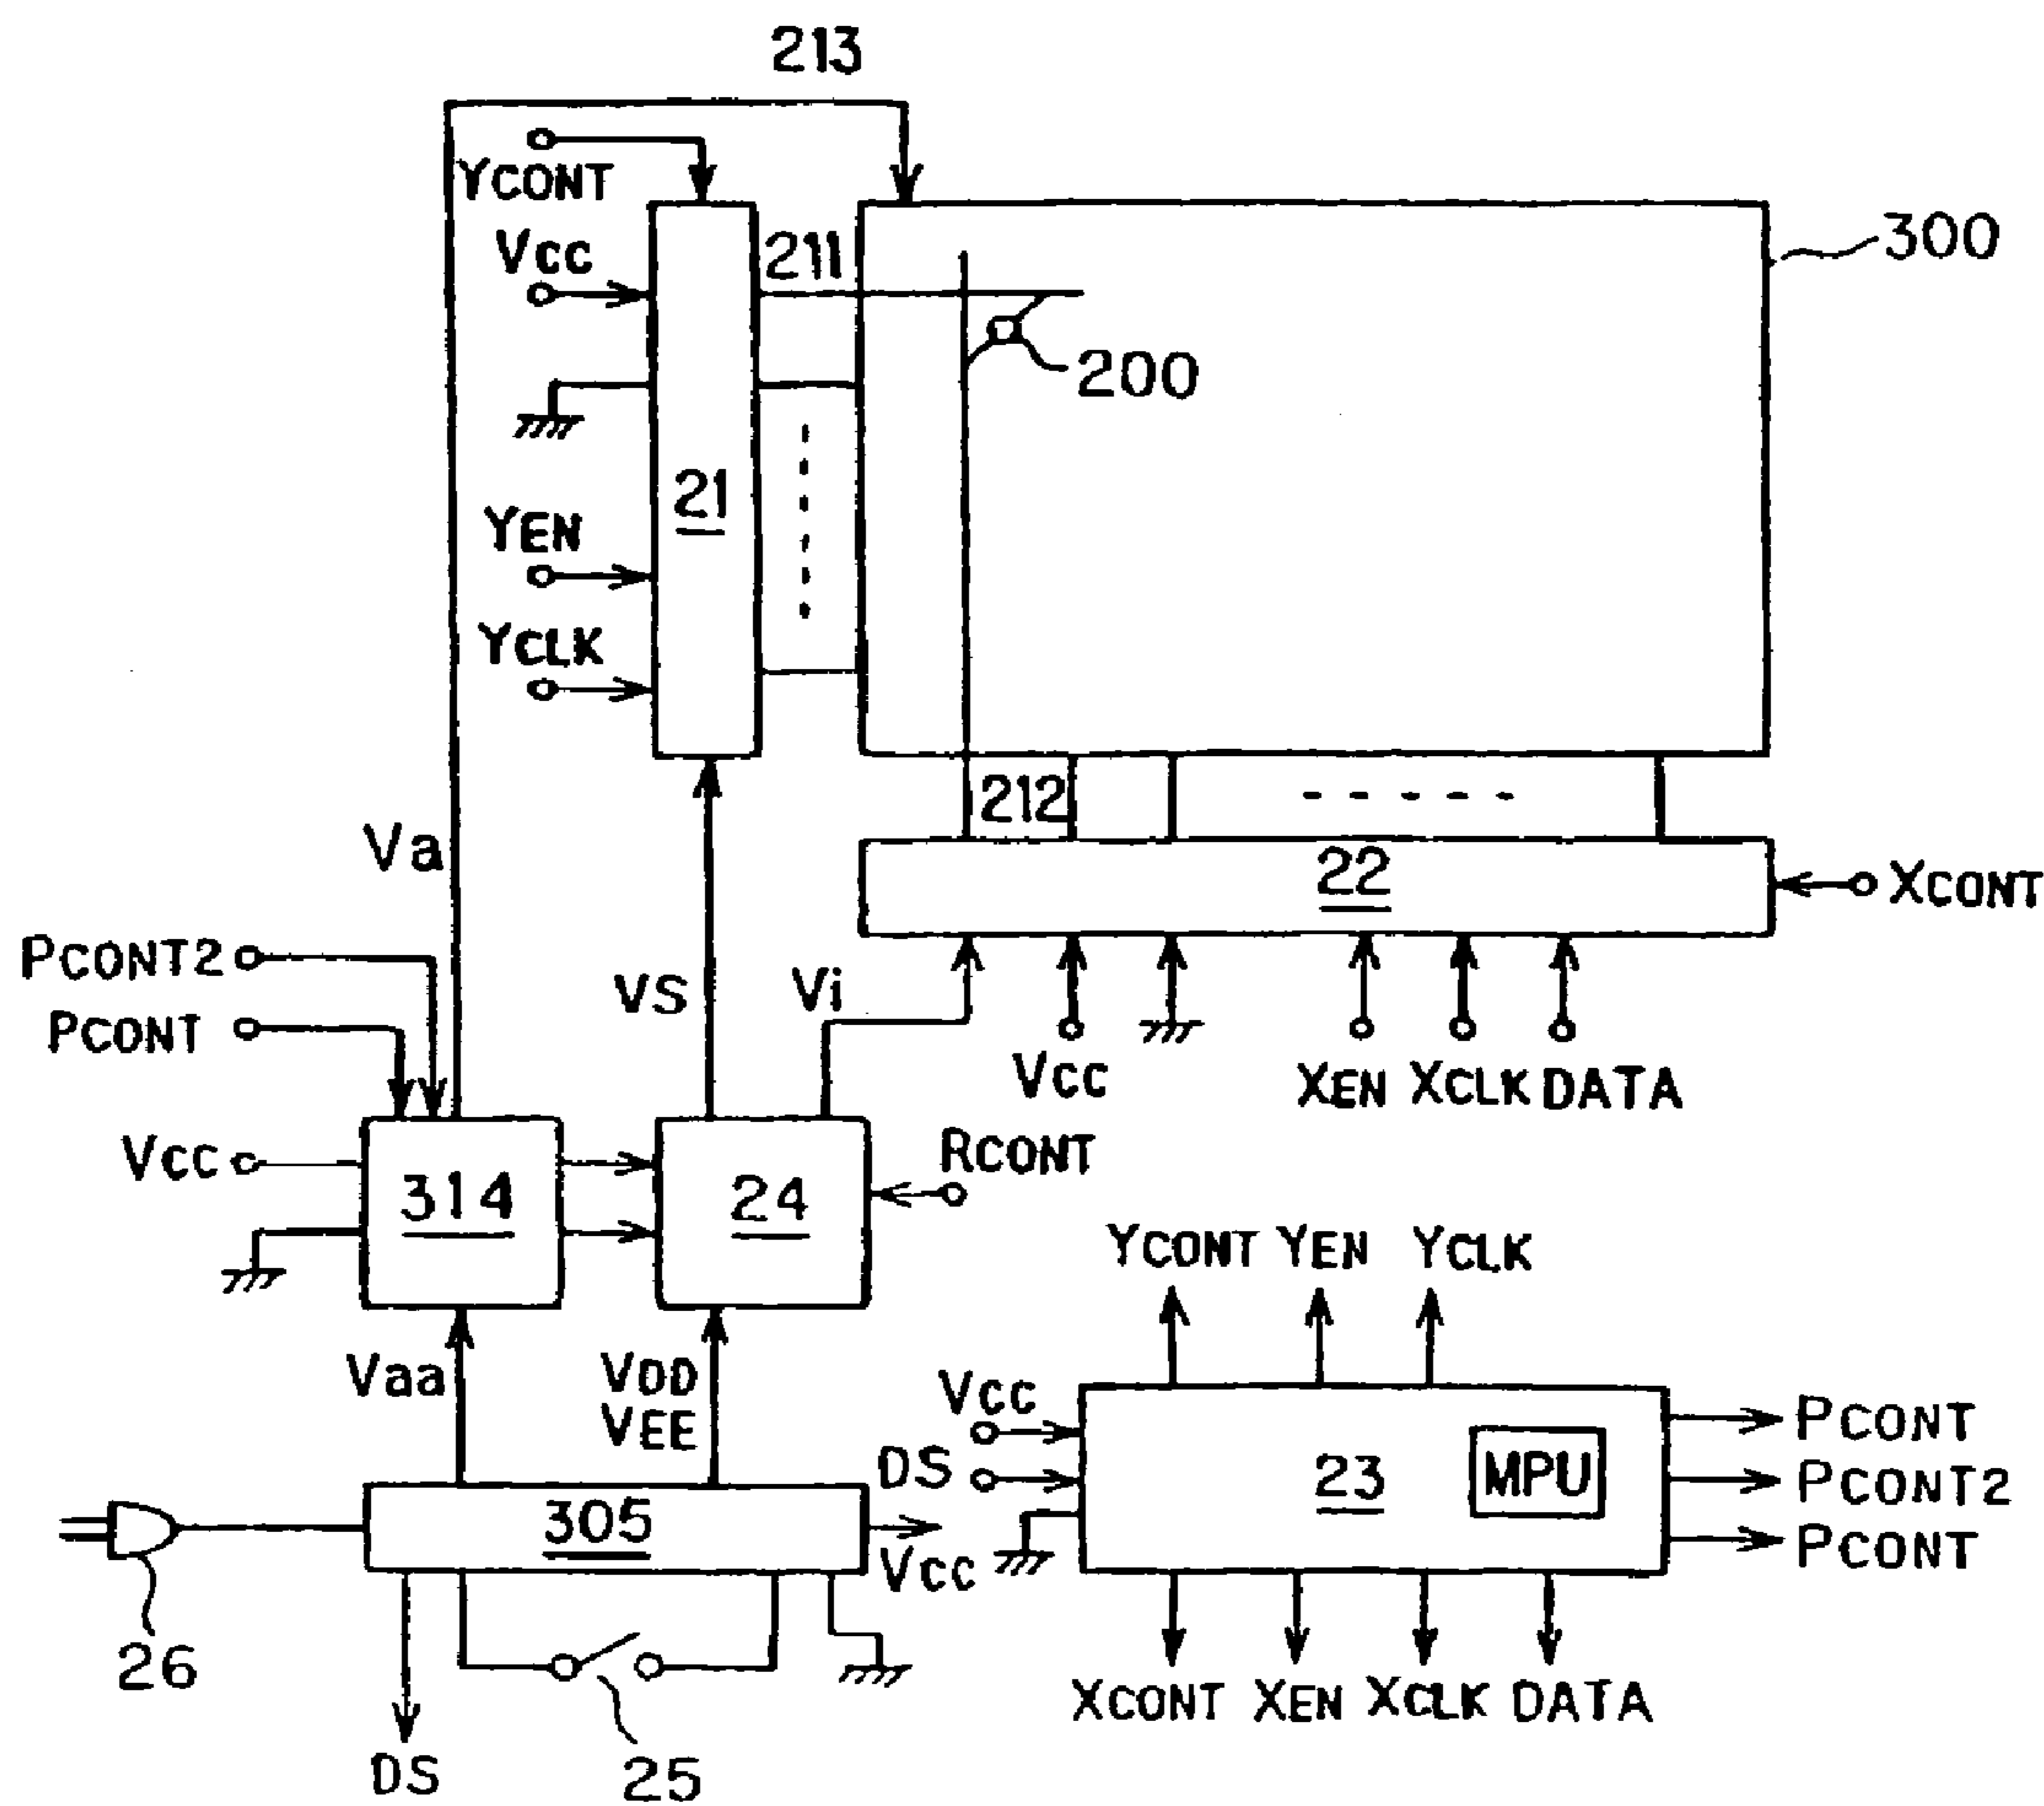 213
YCONT
VCC
211
300
200
21
YEN
YCLK
212
22
XCONT
Va
PCONT2
VS
Vi
PCONT
VCC
XEN XCLK DATA
VCC
314
24
RCONT
YCONT YEN YCLK
Vaa
VDD
VEE
VCC
DS
23
MPU
PCONT
PCONT2
PCONT
305
VCC
26
25
DS
XCONT XEN XCLK DATA